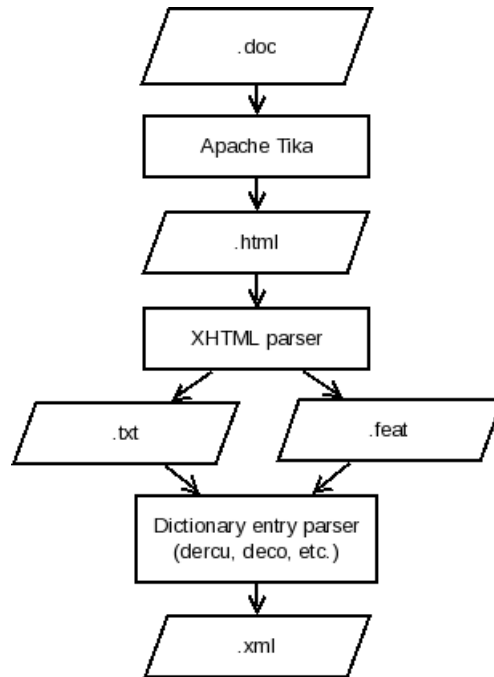 .doc
Apache Tika
.html
XHTML parser
.txt
.feat
Dictionary entry parser
(dercu, deco, etc.)
.xml